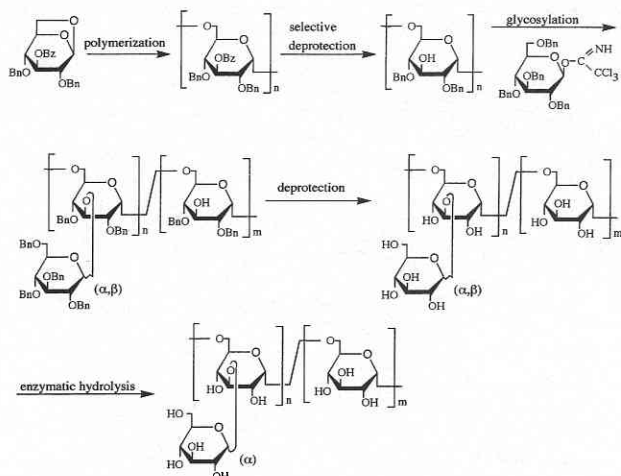 polymerization
selective
deprotection
glycosylation
O
O
OBz
BnO
OBn
O
O
OBz
BnO
OBn
n
O
O
OH
BnO
OBn
n
OBn
O
O-C
NH
CCl3
OBn
BnO
OBn
O
O
O
BnO
OBn
n
O
O
OH
BnO
OBn
m
BnO
O
OBn
BnO
OBn
(α,β)
deprotection
O
O
O
HO
OH
n
O
O
OH
HO
OH
m
HO
O
OH
HO
OH
(α,β)
enzymatic hydrolysis
O
O
O
HO
OH
n
O
O
OH
HO
OH
m
HO
O
OH
HO
OH
(α)